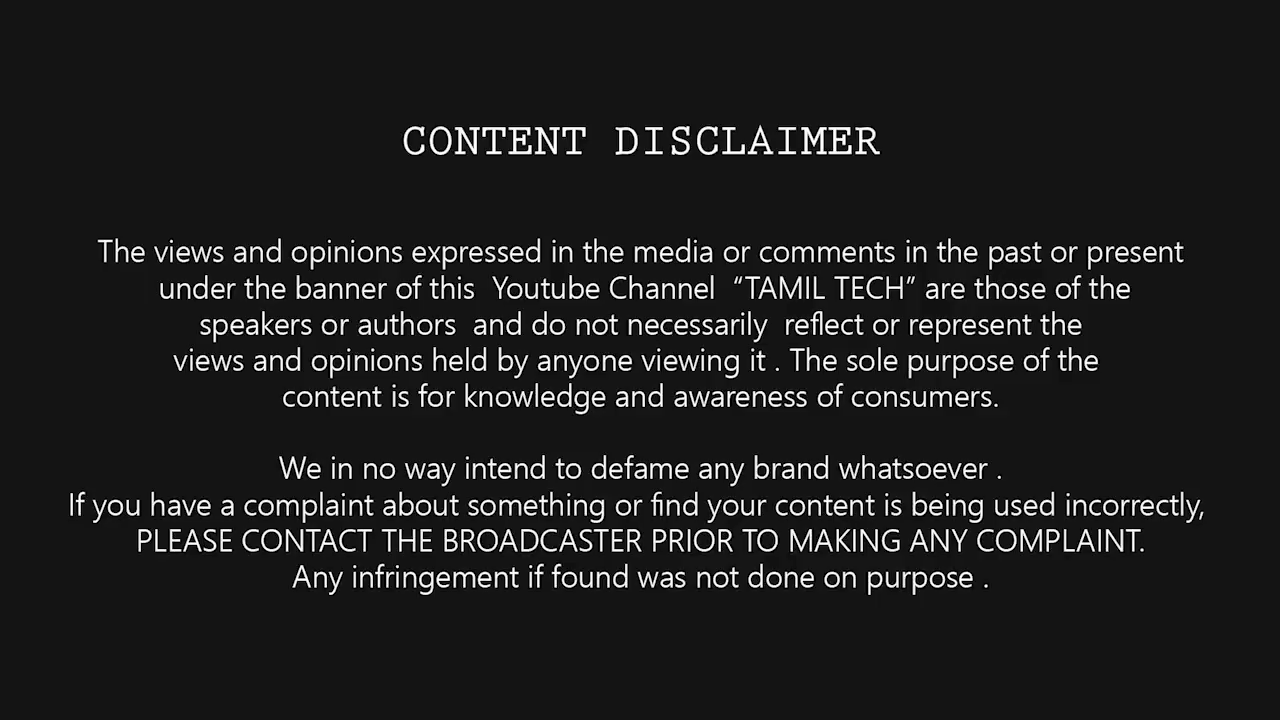 CONTENT DISCLAIMER
The views and opinions expressed in the media or comments in the past or present
under the banner of this  Youtube Channel  “TAMIL TECH” are those of the
speakers or authors  and do not necessarily  reflect or represent the
views and opinions held by anyone viewing it . The sole purpose of the
content is for knowledge and awareness of consumers.
We in no way intend to defame any brand whatsoever .
If you have a complaint about something or find your content is being used incorrectly,
PLEASE CONTACT THE BROADCASTER PRIOR TO MAKING ANY COMPLAINT.
Any infringement if found was not done on purpose .